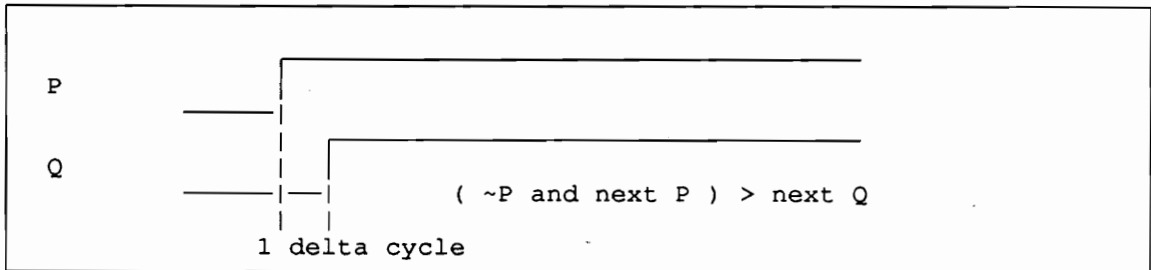 P
Q
( ~P and next P ) > next Q
1 delta cycle